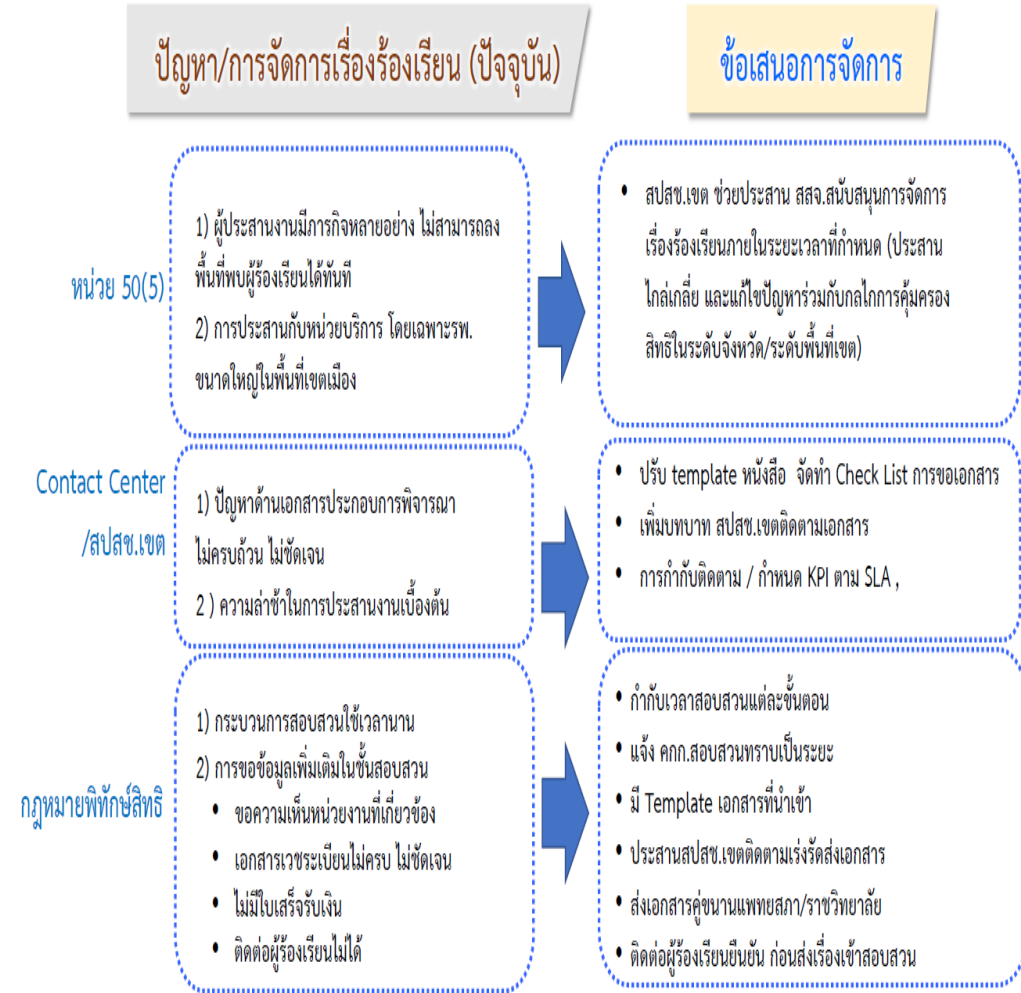 ปัญหา/การจัดการเรื่องร้องเรียน (ปัจจุบัน)
ข้อเสนอการจัดการ
หน่วย 50(5)
1) ผู้ประสานงานมีภารกิจหลายอย่าง ไม่สามารถลง
พื้นที่พบผู้ร้องเรียนได้ทันที
2) การประสานกับหน่วยบริการ โดยเฉพาะรพ.
ขนาดใหญ่ในพื้นที่เขตเมือง
• สปสช.เขต ช่วยประสาน สสจ.สนับสนุนการจัดการ
เรื่องร้องเรียนภายในระยะเวลาที่กำหนด (ประสาน
ไกล่เกลี่ย และแก้ไขปัญหาร่วมกับกลไกการคุ้มครอง
สิทธิในระดับจังหวัด/ระดับพื้นที่เขต)
Contact Center
/สปสช.เขต
1) ปัญหาด้านเอกสารประกอบการพิจารณา
ไม่ครบถ้วน ไม่ชัดเจน
2 ) ความล่าช้าในการประสานงานเบื้องต้น
• ปรับ template หนังสือ จัดทำ Check List การขอเอกสาร
• เพิ่มบทบาท สปสช.เขตติดตามเอกสาร
• การกำกับติดตาม / กำหนด KPI ตาม SLA ,
กฎหมายพิทักษ์สิทธิ
1) กระบวนการสอบสวนใช้เวลานาน
2) การขอข้อมูลเพิ่มเติมในชั้นสอบสวน
• ขอความเห็นหน่วยงานที่เกี่ยวข้อง
• เอกสารเวชระเบียนไม่ครบ ไม่ชัดเจน
• ไม่มีใบเสร็จรับเงิน
• ติดต่อผู้ร้องเรียนไม่ได้
• กำกับเวลาสอบสวนแต่ละขั้นตอน
• แจ้ง คกก.สอบสวนทราบเป็นระยะ
• มี Template เอกสารที่นำเข้า
• ประสานสปสช.เขตติดตามเร่งรัดส่งเอกสาร
• ส่งเอกสารคู่ขนานแพทยสภา/ราชวิทยาลัย
• ติดต่อผู้ร้องเรียนยืนยัน ก่อนส่งเรื่องเข้าสอบสวน